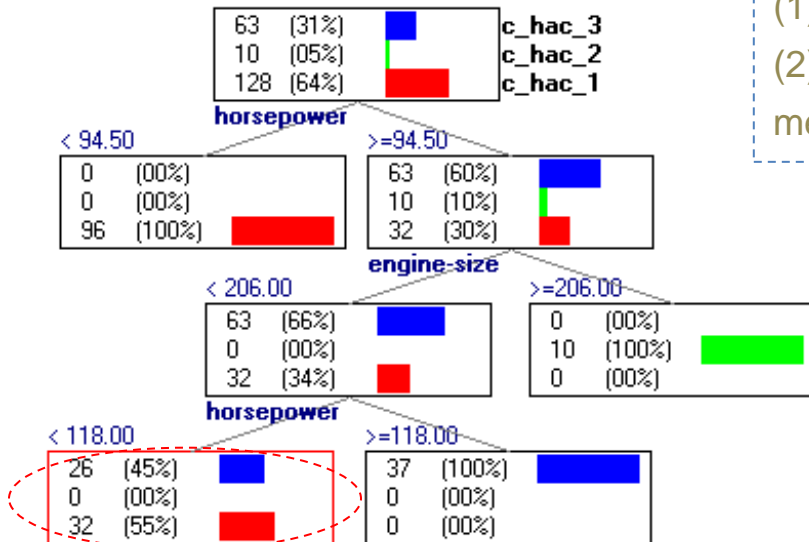 63 (31%) c_hac_3
10 (05%) c_hac_2
128 (64%) c_hac_1
(1)
(2)
horsepower
< 94.50 >=94.50
0 (00%) 63 (60%)
0 (00%) 10 (10%)
96 (100%) 32 (30%)
engine-size
< 206.00 >=206.00
63 (66%) 0 (00%)
0 (00%) 10 (100%)
32 (34%) 0 (00%)
horsepower
< 118.00 >=118.00
26 (45%) 37 (100%)
0 (00%) 0 (00%)
32 (55%) 0 (00%)